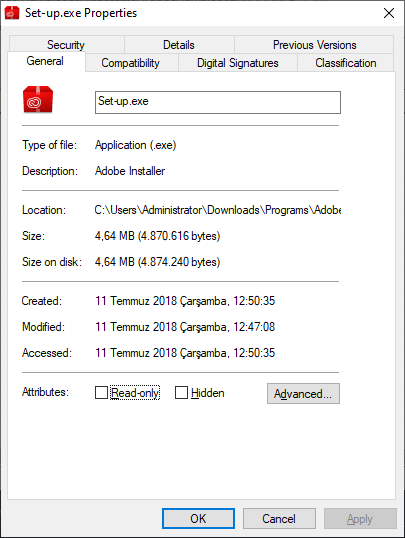 Set-up.exe Properties
Security Details Previous Versions
General Compatibility Digital Signatures Classification
Set-up.exe
Type of file: Application (.exe)
Description: Adobe Installer
Location: C:\Users\Administrator\Downloads\Programs\Adobe
Size: 4,64 MB (4.870.616 bytes)
Size on disk: 4,64 MB (4.874.240 bytes)
Created: 11 Temmuz 2018 Çarşamba, 12:50:35
Modified: 11 Temmuz 2018 Çarşamba, 12:47:08
Accessed: 11 Temmuz 2018 Çarşamba, 12:50:35
Attributes: Read-only Hidden Advanced...
OK Cancel Apply